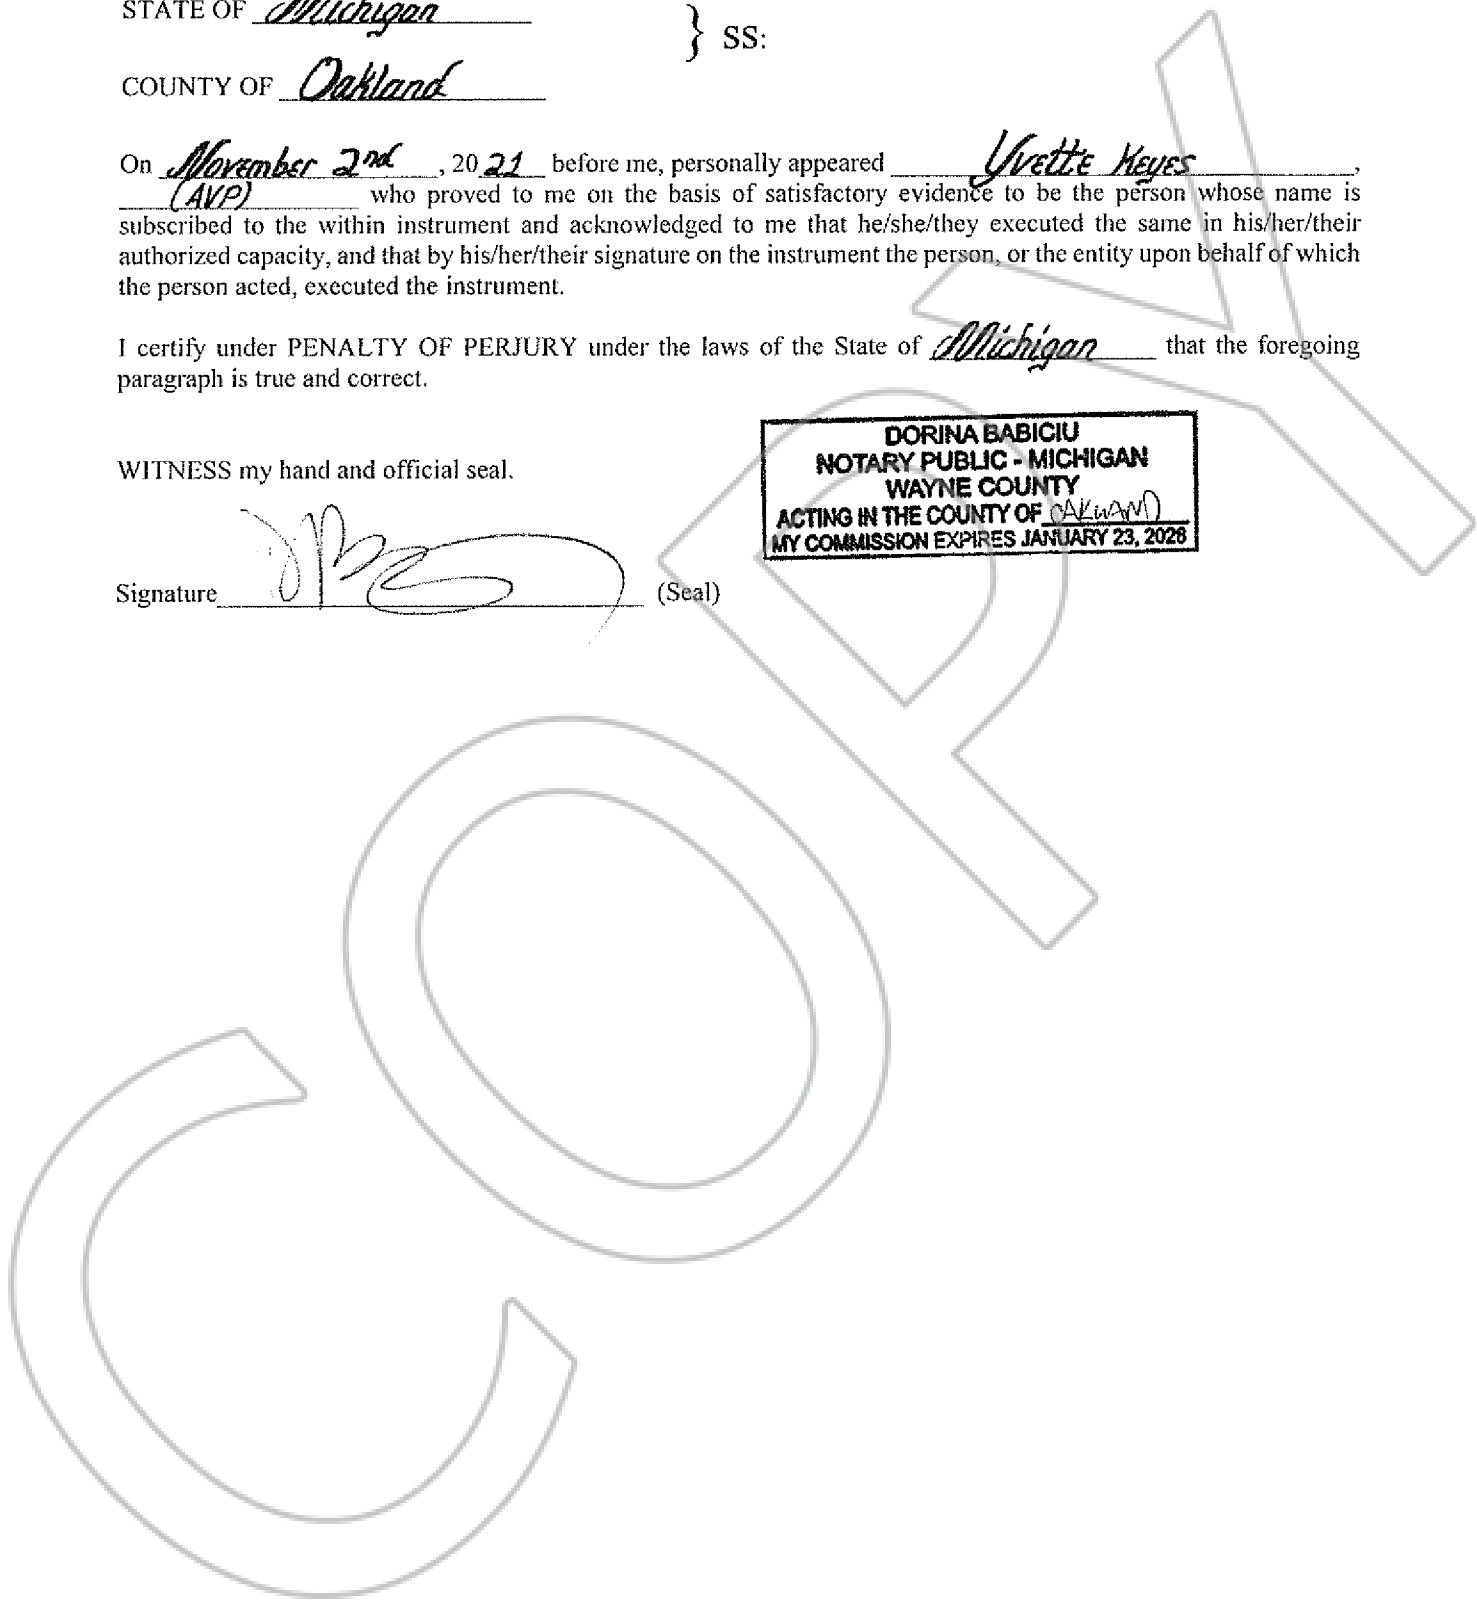 STATE OF Michigan
} SS:
COUNTY OF Oakland
On November 2nd, 2021 before me, personally appeared Yvette Keyes,
(AVP) who proved to me on the basis of satisfactory evidence to be the person whose name is
subscribed to the within instrument and acknowledged to me that he/she/they executed the same in his/her/their
authorized capacity, and that by his/her/their signature on the instrument the person, or the entity upon behalf of which
the person acted, executed the instrument.
I certify under PENALTY OF PERJURY under the laws of the State of Michigan that the foregoing
paragraph is true and correct.
DORINA BABICIU
NOTARY PUBLIC - MICHIGAN
WAYNE COUNTY
ACTING IN THE COUNTY OF OAKLAND
MY COMMISSION EXPIRES JANUARY 23, 2026
WITNESS my hand and official seal.
Signature (Seal)
COPY